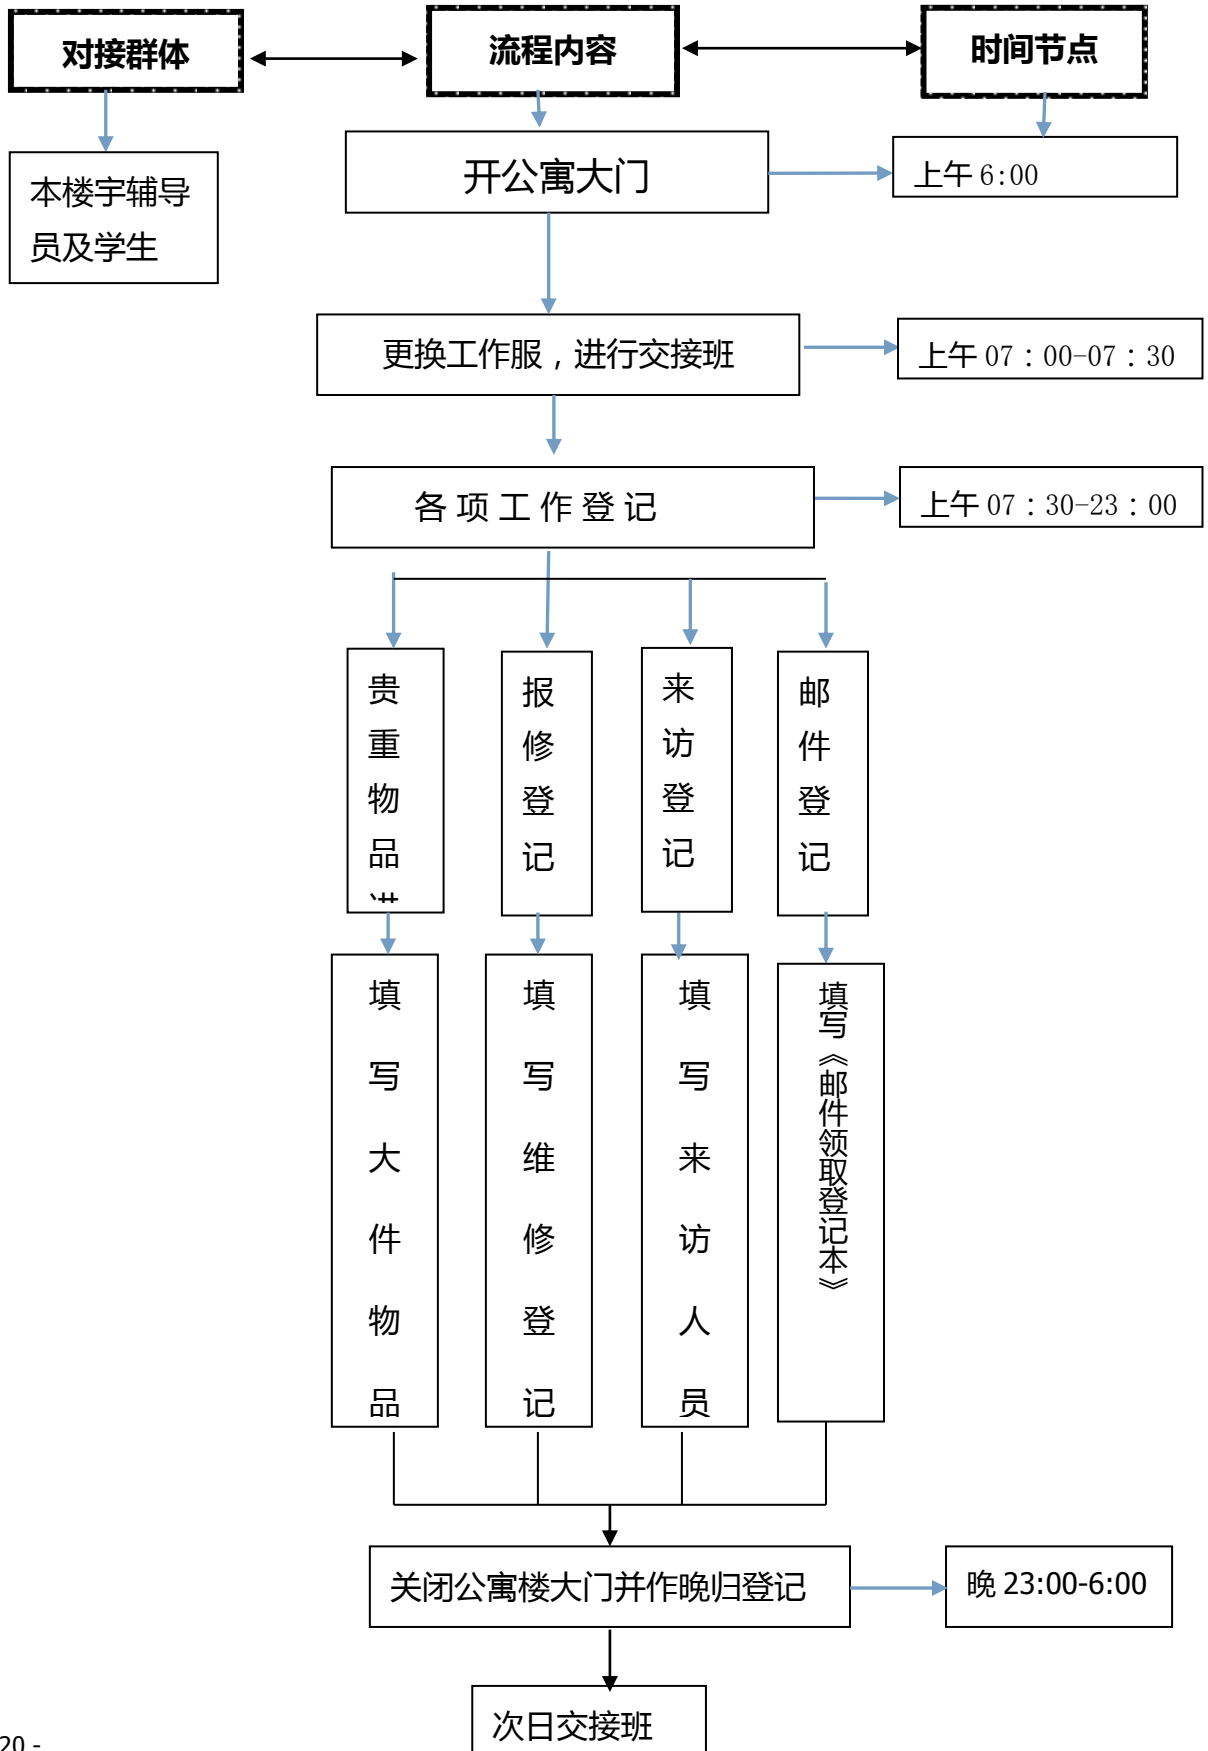 对接群体
流程内容
时间节点
开公寓大门
上午 6:00
本楼宇辅导
员及学生
更换工作服，进行交接班
上午 07：00-07：30
各项工作登记
上午 07：30-23：00
贵重物品
报修登记
来访登记
邮件登记
填写大件物品
填写维修登记
填写来访人员
填写《邮件领取登记本》
关闭公寓楼大门并作晚归登记
晚 23:00-6:00
次日交接班
20 -